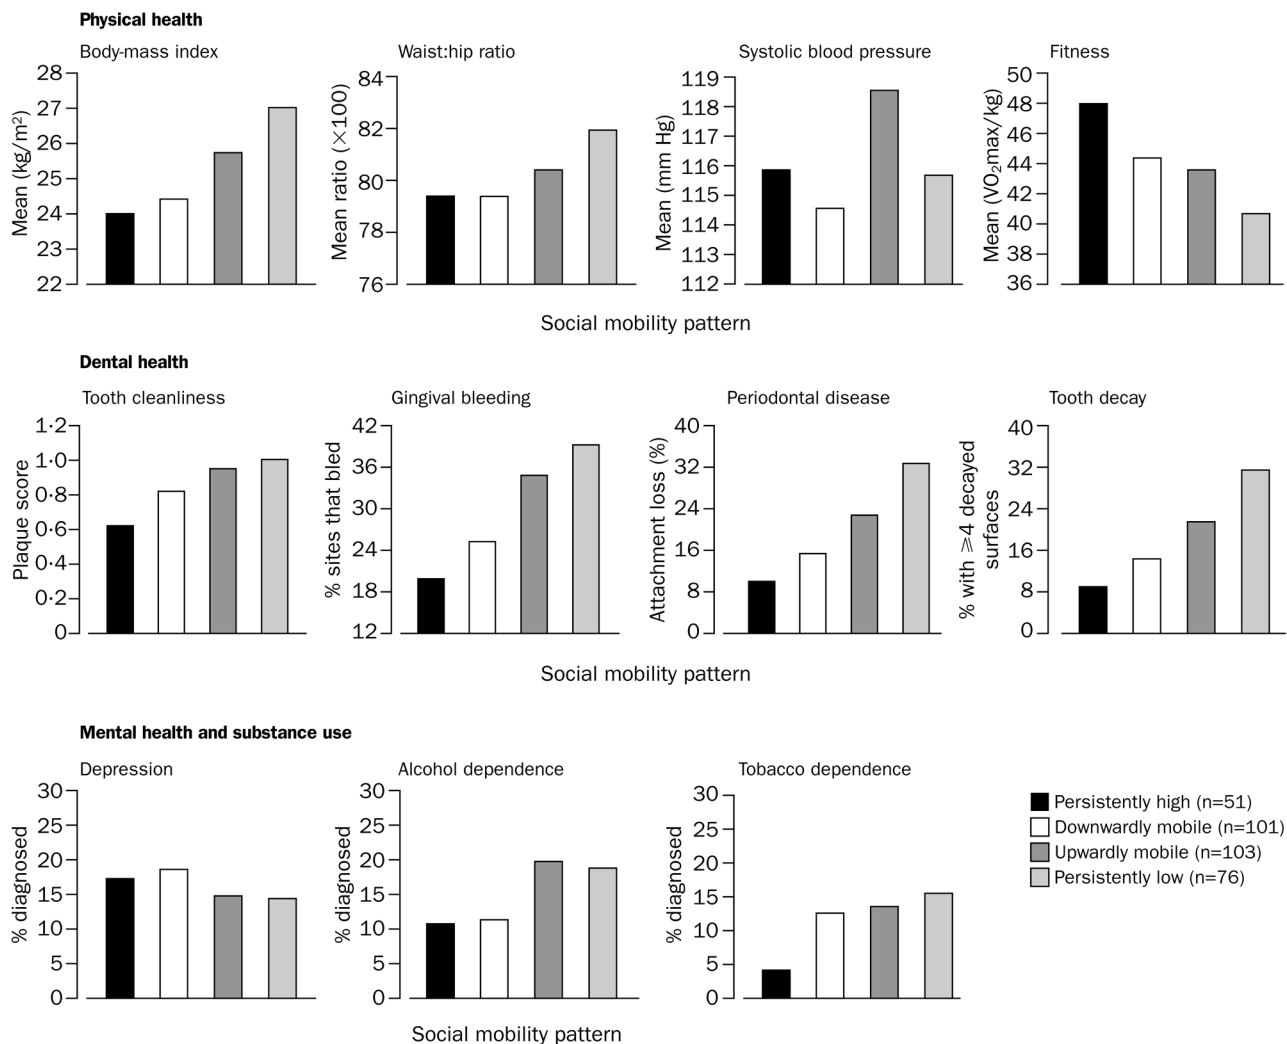 Physical health
Body-mass index
Mean (kg/m²)
28
27
26
25
24
23
22
Waist:hip ratio
Mean ratio (×100)
84
82
80
78
76
Systolic blood pressure
Mean (mm Hg)
119
118
117
116
115
114
113
112
Fitness
Mean (VO₂max/kg)
50
48
46
44
42
40
38
36
Social mobility pattern
Dental health
Tooth cleanliness
Plaque score
1·2
1·0
0·8
0·6
0·4
0·2
0
Gingival bleeding
% sites that bled
42
36
30
24
18
12
Periodontal disease
Attachment loss (%)
40
32
24
16
8
0
Tooth decay
% with ⩾4 decayed
surfaces
40
32
24
16
8
0
Social mobility pattern
Mental health and substance use
Depression
% diagnosed
30
25
20
15
10
5
0
Alcohol dependence
% diagnosed
30
25
20
15
10
5
0
Tobacco dependence
% diagnosed
30
25
20
15
10
5
0
Persistently high (n=51)
Downwardly mobile (n=101)
Upwardly mobile (n=103)
Persistently low (n=76)
Social mobility pattern